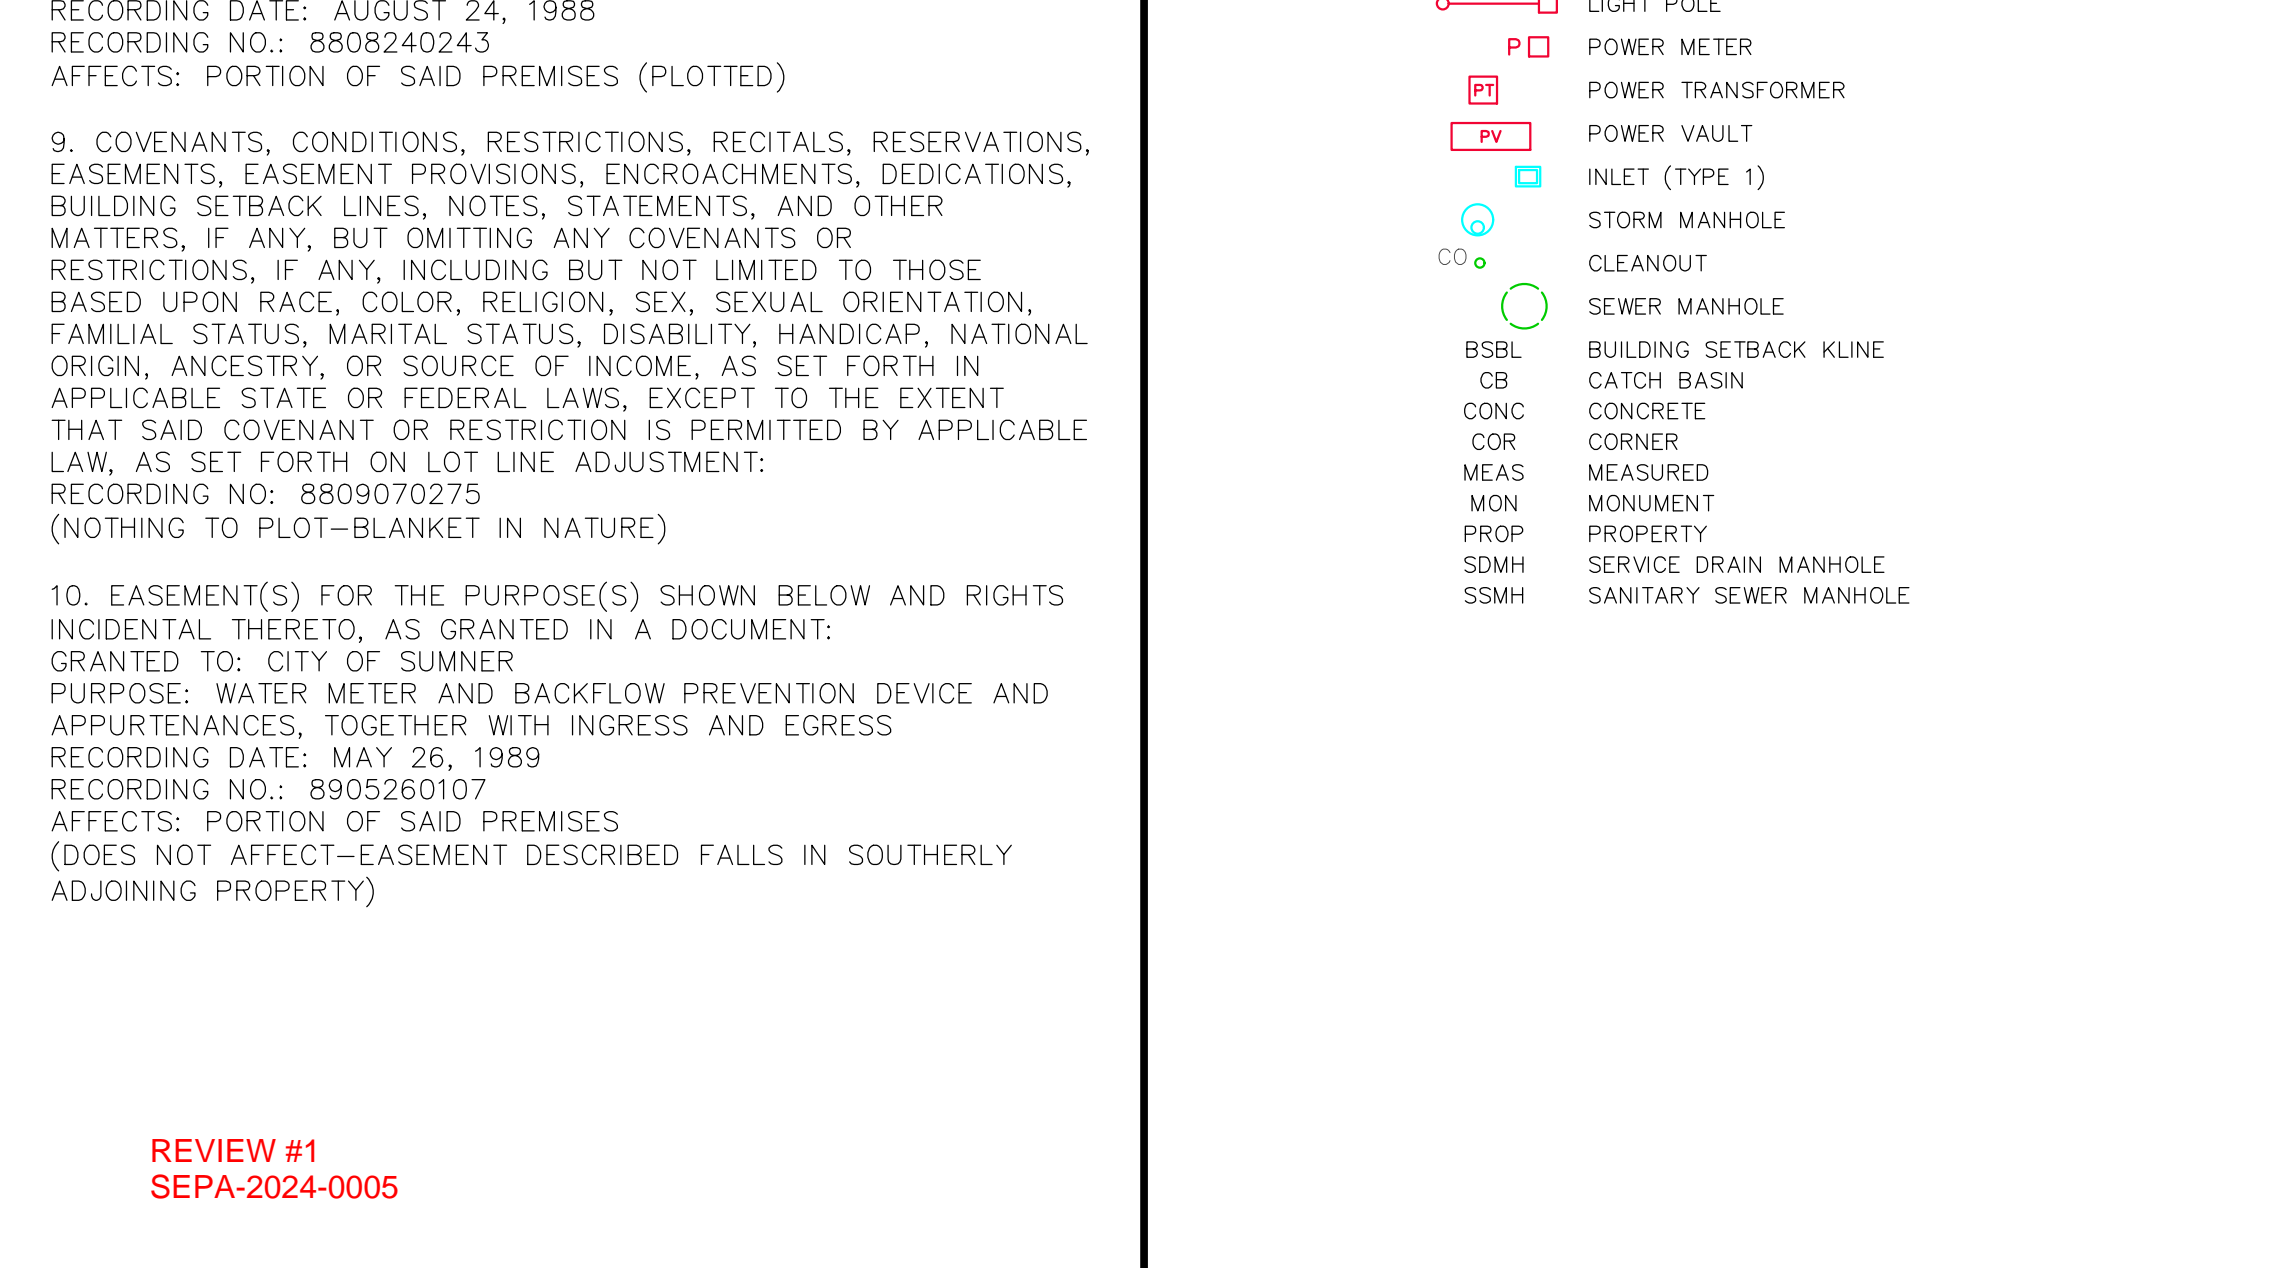 RECORDING DATE: AUGUST 24, 1988
RECORDING NO.: 8808240243
AFFECTS: PORTION OF SAID PREMISES (PLOTTED)
9. COVENANTS, CONDITIONS, RESTRICTIONS, RECITALS, RESERVATIONS,
EASEMENTS, EASEMENT PROVISIONS, ENCROACHMENTS, DEDICATIONS,
BUILDING SETBACK LINES, NOTES, STATEMENTS, AND OTHER
MATTERS, IF ANY, BUT OMITTING ANY COVENANTS OR
RESTRICTIONS, IF ANY, INCLUDING BUT NOT LIMITED TO THOSE
BASED UPON RACE, COLOR, RELIGION, SEX, SEXUAL ORIENTATION,
FAMILIAL STATUS, MARITAL STATUS, DISABILITY, HANDICAP, NATIONAL
ORIGIN, ANCESTRY, OR SOURCE OF INCOME, AS SET FORTH IN
APPLICABLE STATE OR FEDERAL LAWS, EXCEPT TO THE EXTENT
THAT SAID COVENANT OR RESTRICTION IS PERMITTED BY APPLICABLE
LAW, AS SET FORTH ON LOT LINE ADJUSTMENT:
RECORDING NO: 8809070275
(NOTHING TO PLOT-BLANKET IN NATURE)
10. EASEMENT(S) FOR THE PURPOSE(S) SHOWN BELOW AND RIGHTS
INCIDENTAL THERETO, AS GRANTED IN A DOCUMENT:
GRANTED TO: CITY OF SUMNER
PURPOSE: WATER METER AND BACKFLOW PREVENTION DEVICE AND
APPURTENANCES, TOGETHER WITH INGRESS AND EGRESS
RECORDING DATE: MAY 26, 1989
RECORDING NO.: 8905260107
AFFECTS: PORTION OF SAID PREMISES
(DOES NOT AFFECT-EASEMENT DESCRIBED FALLS IN SOUTHERLY
ADJOINING PROPERTY)
REVIEW #1
SEPA-2024-0005
LIGHT POLE
P POWER METER
PT POWER TRANSFORMER
PV POWER VAULT
INLET (TYPE 1)
STORM MANHOLE
CO CLEANOUT
SEWER MANHOLE
BSBL BUILDING SETBACK KLINE
CB CATCH BASIN
CONC CONCRETE
COR CORNER
MEAS MEASURED
MON MONUMENT
PROP PROPERTY
SDMH SERVICE DRAIN MANHOLE
SSMH SANITARY SEWER MANHOLE